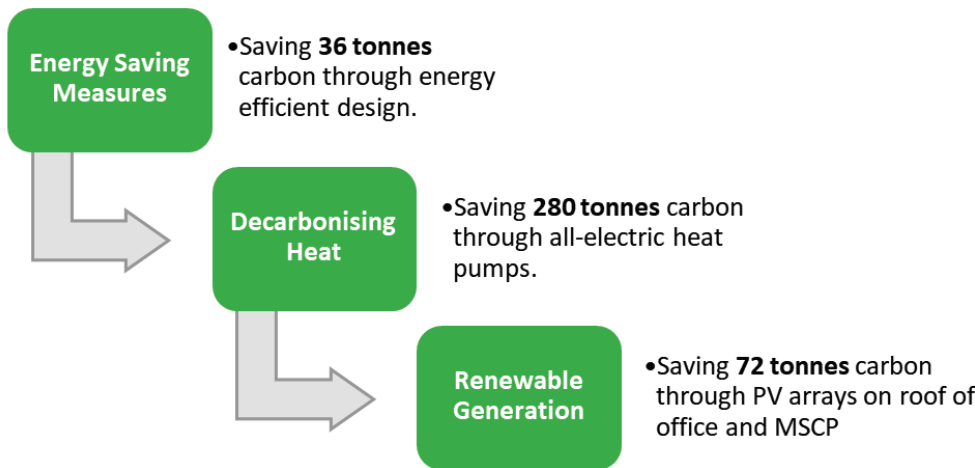 Energy Saving
Measures
•Saving 36 tonnes
carbon through energy
efficient design.
Decarbonising
Heat
•Saving 280 tonnes carbon
through all-electric heat
pumps.
Renewable
Generation
•Saving 72 tonnes carbon
through PV arrays on roof of
office and MSCP